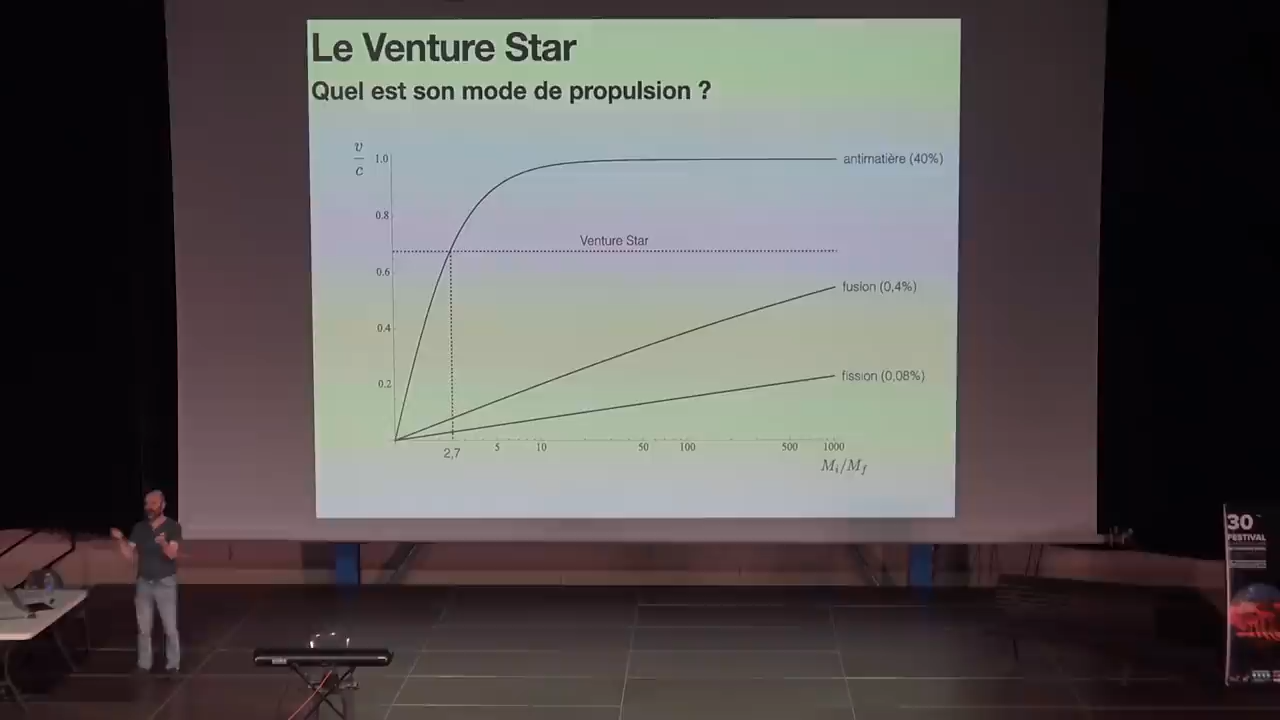 Le Venture Star
Quel est son mode de propulsion ?
v
c
1.0
antimatière (40%)
0.8
Venture Star
0.6
fusion (0,4%)
0.4
fission (0,08%)
0.2
5
10
50
100
500
1000
2,7
M_i/M_f
30
FESTIVAL